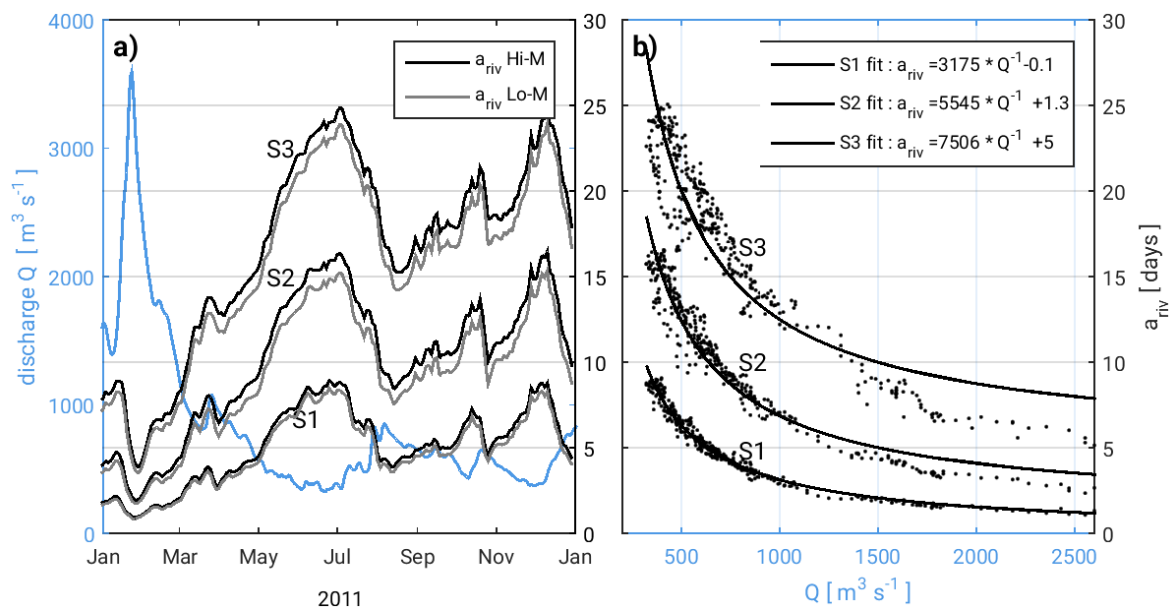 a)
4000
3000
2000
1000
0
discharge Q [ m³ s⁻¹ ]
30
25
20
15
10
5
0
a_riv Hi-M
a_riv Lo-M
S3
S2
S1
Jan Mar May Jul Sep Nov Jan
2011
b)
S1 fit : a_riv =3175 * Q⁻¹-0.1
S2 fit : a_riv =5545 * Q⁻¹ +1.3
S3 fit : a_riv =7506 * Q⁻¹ +5
S3
S2
S1
30
25
20
15
10
5
0
a_riv [ days ]
500 1000 1500 2000 2500
Q [ m³ s⁻¹ ]